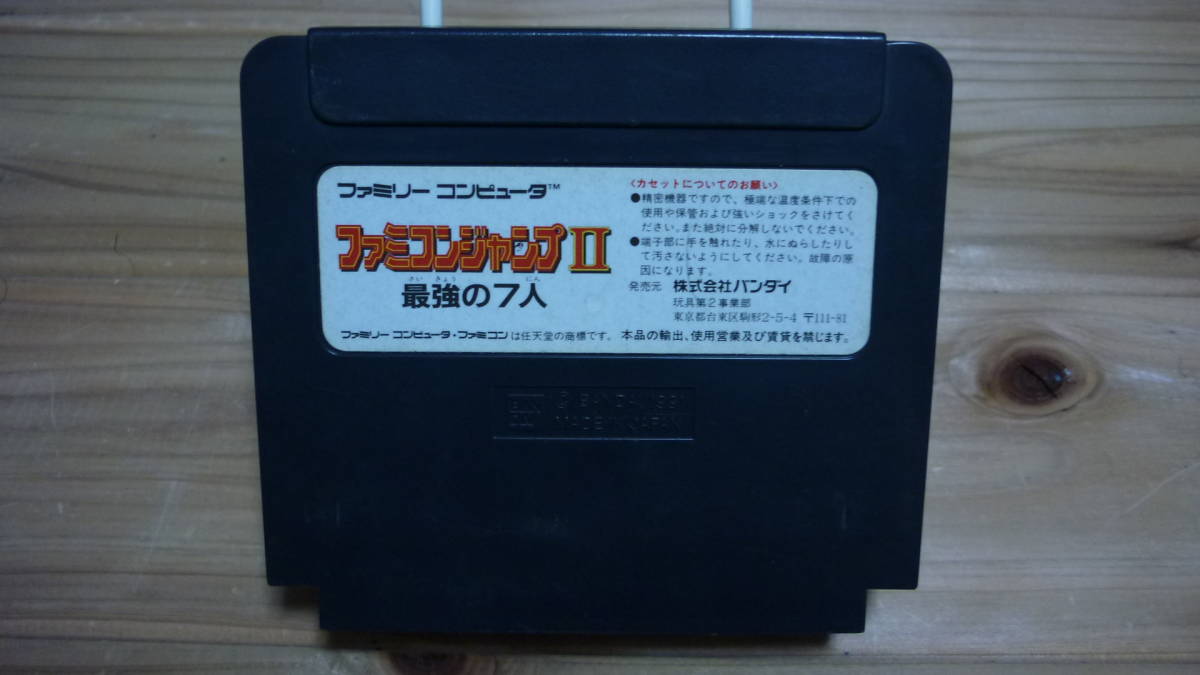 ファミリー コンピュータ™
ファミコンジャンプⅡ
さいきょう にん
最強の7人
〈カセットについてのお願い〉
●精密機器ですので、極端な温度条件下での
使用や保管および強いショックをさけてく
ださい。また絶対に分解しないでください。
●端子部に手を触れたり、水にぬらしたりし
て汚さないようにしてください。故障の原
因になります。
発売元 株式会社バンダイ
玩具第2事業部
東京都台東区駒形2-5-4 〒111-81
ファミリー コンピュータ・ファミコン は任天堂の商標です。 本品の輸出、使用営業及び賃貸を禁じます。
© BANDAI 1991
MADE IN JAPAN